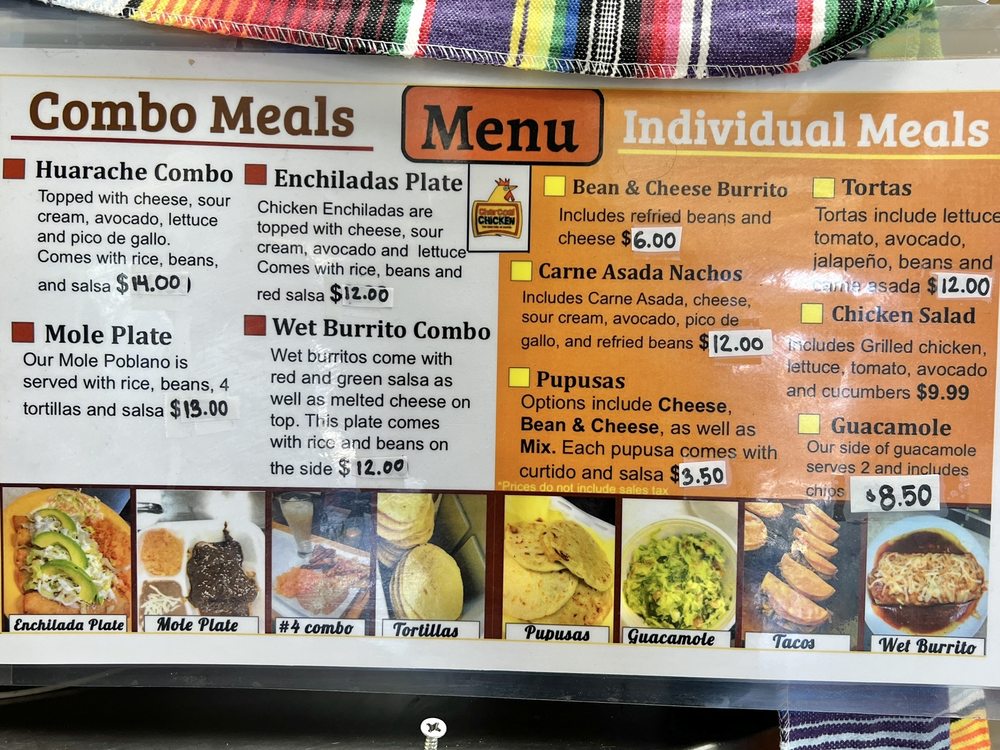 Combo Meals
Menu
Individual Meals
Huarache Combo
Topped with cheese, sour
cream, avocado, lettuce
and pico de gallo.
Comes with rice, beans,
and salsa $14.00
Mole Plate
Our Mole Poblano is
served with rice, beans, 4
tortillas and salsa $13.00
Enchiladas Plate
Chicken Enchiladas are
topped with cheese, sour
cream, avocado and lettuce
Comes with rice, beans and
red salsa $12.00
Wet Burrito Combo
Wet burritos come with
red and green salsa as
well as melted cheese on
top. This plate comes
with rice and beans on
the side $12.00
Charcoal
CHICKEN
Bean & Cheese Burrito
Includes refried beans and
cheese $6.00
Carne Asada Nachos
Includes Carne Asada, cheese,
sour cream, avocado, pico de
gallo, and refried beans $12.00
Pupusas
Options include Cheese,
Bean & Cheese, as well as
Mix. Each pupusa comes with
curtido and salsa $3.50
*Prices do not include sales tax
Tortas
Tortas include lettuce
tomato, avocado,
jalapeño, beans and
carne asada $12.00
Chicken Salad
Includes Grilled chicken,
lettuce, tomato, avocado
and cucumbers $9.99
Guacamole
Our side of guacamole
serves 2 and includes
chips $8.50
Enchilada Plate
Mole Plate
#4 combo
Tortillas
Pupusas
Guacamole
Tacos
Wet Burrito